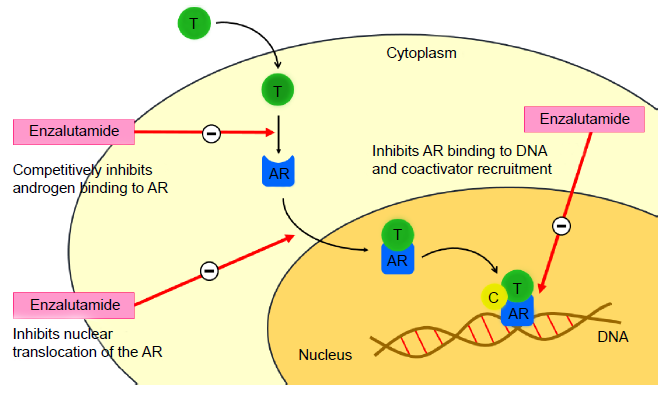 T
Cytoplasm
T
Enzalutamide
Enzalutamide
Competitively inhibits
androgen binding to AR
AR
Inhibits AR binding to DNA
and coactivator recruitment
T
AR
Enzalutamide
Inhibits nuclear
translocation of the AR
C
T
AR
DNA
Nucleus